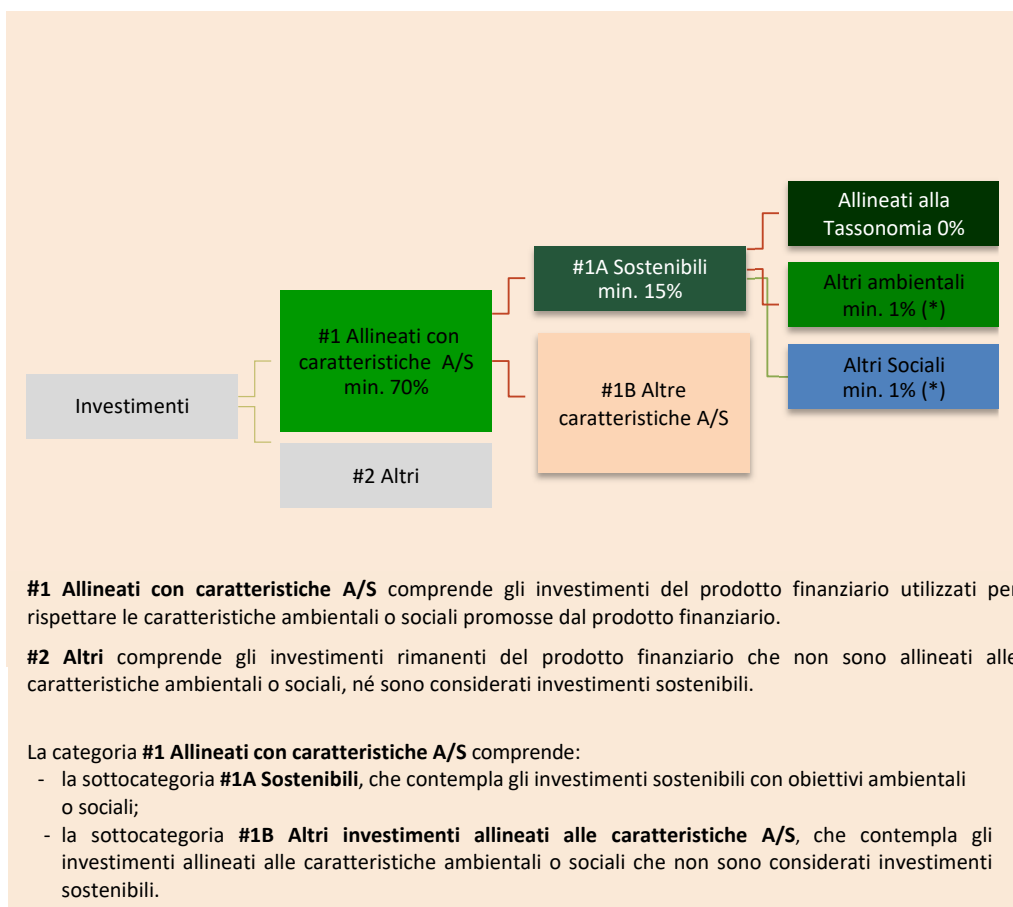 Allineati alla
Tassonomia 0%
#1A Sostenibili
min. 15%
Altri ambientali
min. 1% (*)
#1 Allineati con
caratteristiche A/S
min. 70%
Altri Sociali
min. 1% (*)
Investimenti
#1B Altre
caratteristiche A/S
#2 Altri
#1 Allineati con caratteristiche A/S comprende gli investimenti del prodotto finanziario utilizzati per
rispettare le caratteristiche ambientali o sociali promosse dal prodotto finanziario.
#2 Altri comprende gli investimenti rimanenti del prodotto finanziario che non sono allineati alle
caratteristiche ambientali o sociali, né sono considerati investimenti sostenibili.
La categoria #1 Allineati con caratteristiche A/S comprende:
- la sottocategoria #1A Sostenibili, che contempla gli investimenti sostenibili con obiettivi ambientali
o sociali;
- la sottocategoria #1B Altri investimenti allineati alle caratteristiche A/S, che contempla gli
investimenti allineati alle caratteristiche ambientali o sociali che non sono considerati investimenti
sostenibili.